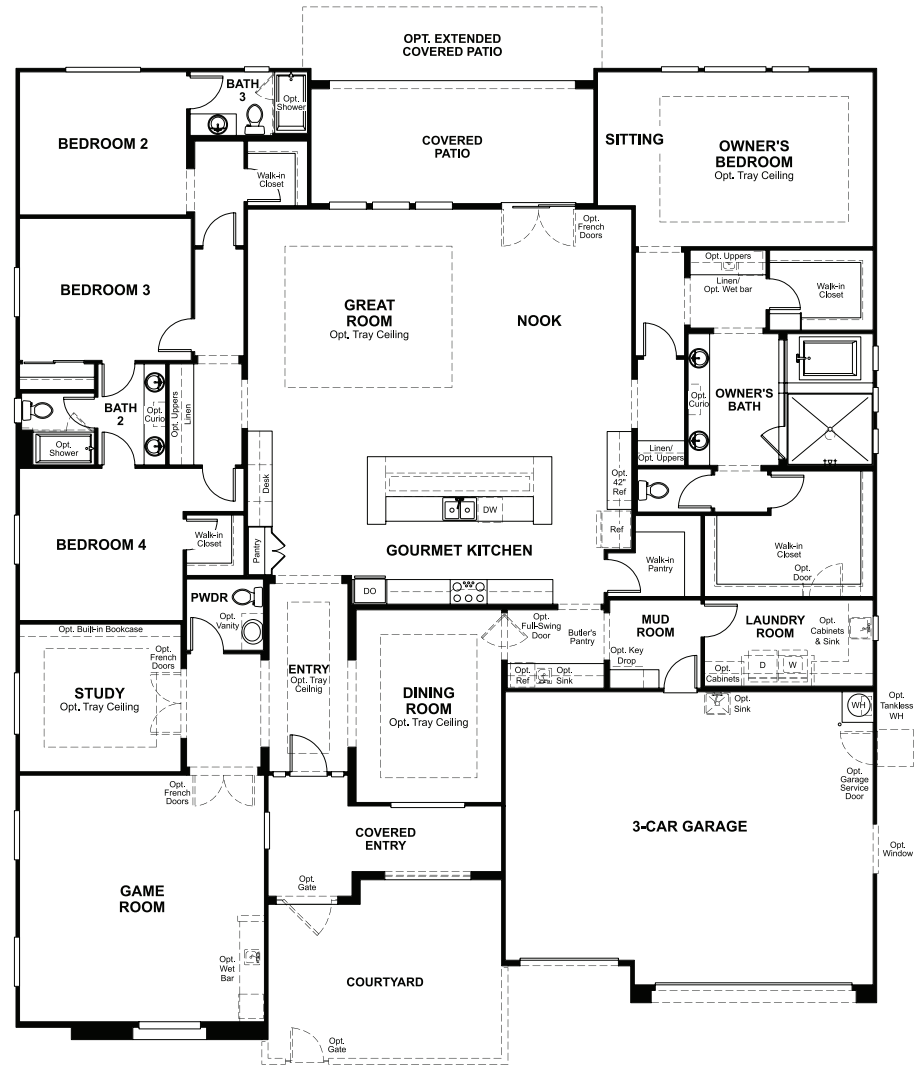 OPT. EXTENDED
COVERED PATIO
BATH
3
Opt.
Shower
BEDROOM 2
Walk-in
Closet
COVERED
PATIO
SITTING
OWNER'S
BEDROOM
Opt. Tray Ceiling
Opt.
French
Doors
BEDROOM 3
GREAT
ROOM
Opt. Tray Ceiling
NOOK
Opt. Uppers
Linen/
Opt. Wet bar
Walk-in
Closet
BATH
2
Opt.
Curio
Opt. Uppers
Linen
Opt.
Shower
Opt.
Curio
OWNER'S
BATH
Linen/
Opt. Uppers
Desk
Opt.
42"
Ref
DW
Ref
BEDROOM 4
Walk-in
Closet
Pantry
GOURMET KITCHEN
Walk-in
Pantry
Walk-in
Closet
Opt.
Door
DO
PWDR
Opt.
Vanity
Opt. Built-in Bookcase
Opt.
French
Doors
STUDY
Opt. Tray Ceiling
ENTRY
Opt. Tray
Ceilnig
DINING
ROOM
Opt. Tray Ceiling
Opt.
Full-Swing
Door
Butler's
Pantry
Opt.
Ref
Opt.
Sink
MUD
ROOM
Opt. Key
Drop
LAUNDRY
ROOM
Opt.
Cabinets
& Sink
Opt.
Cabinets
D
W
Opt.
Sink
WH
Opt.
Tankless
WH
Opt.
Garage
Service
Door
Opt.
French
Doors
3-CAR GARAGE
COVERED
ENTRY
Opt.
Window
Opt.
Gate
GAME
ROOM
Opt.
Wet
Bar
COURTYARD
Opt.
Gate